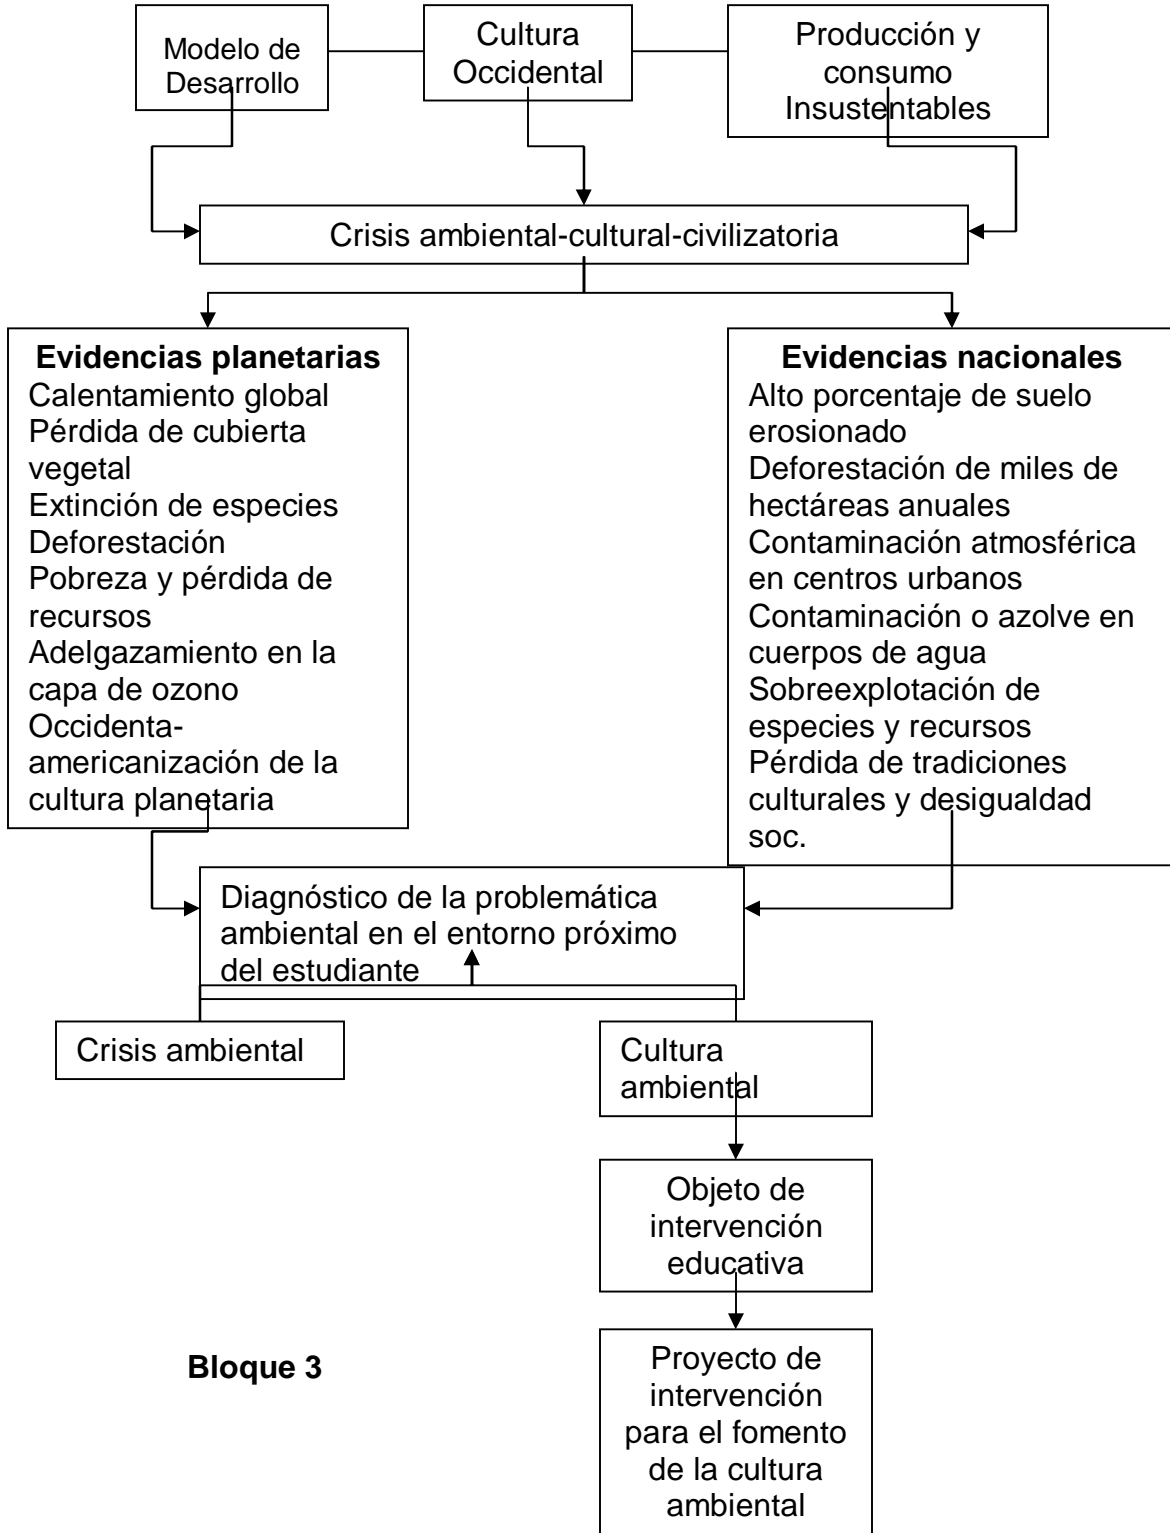 Modelo de
Desarrollo
Cultura
Occidental
Producción y
consumo
Insustentables
Crisis ambiental-cultural-civilizatoria
Evidencias planetarias
Calentamiento global
Pérdida de cubierta
vegetal
Extinción de especies
Deforestación
Pobreza y pérdida de
recursos
Adelgazamiento en la
capa de ozono
Occidenta-
americanización de la
cultura planetaria
Evidencias nacionales
Alto porcentaje de suelo
erosionado
Deforestación de miles de
hectáreas anuales
Contaminación atmosférica
en centros urbanos
Contaminación o azolve en
cuerpos de agua
Sobreexplotación de
especies y recursos
Pérdida de tradiciones
culturales y desigualdad
soc.
Diagnóstico de la problemática
ambiental en el entorno próximo
del estudiante
Crisis ambiental
Cultura
ambiental
Objeto de
intervención
educativa
Bloque 3
Proyecto de
intervención
para el fomento
de la cultura
ambiental